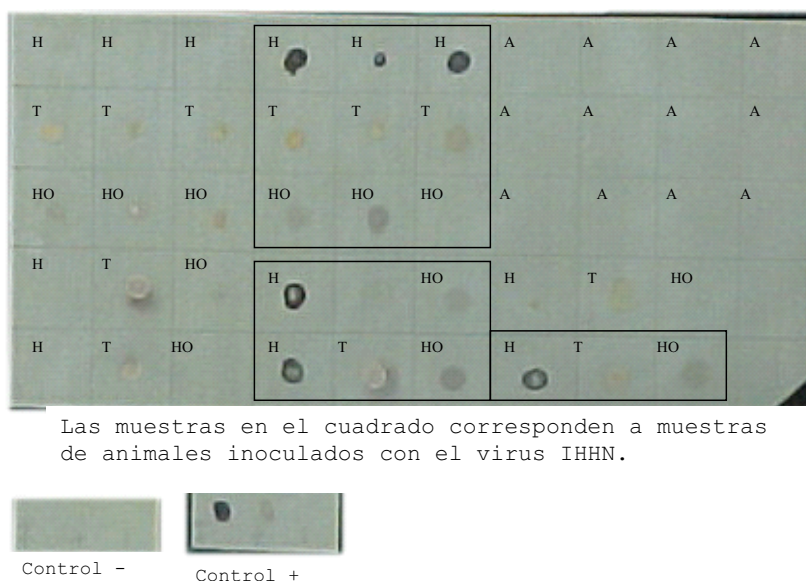 H H H H H H A A A A
T T T T T T A A A A
HO HO HO HO HO HO A A A A
H T HO H HO H T HO
H T HO H T HO H T HO
Las muestras en el cuadrado corresponden a muestras
de animales inoculados con el virus IHHN.
Control - Control +